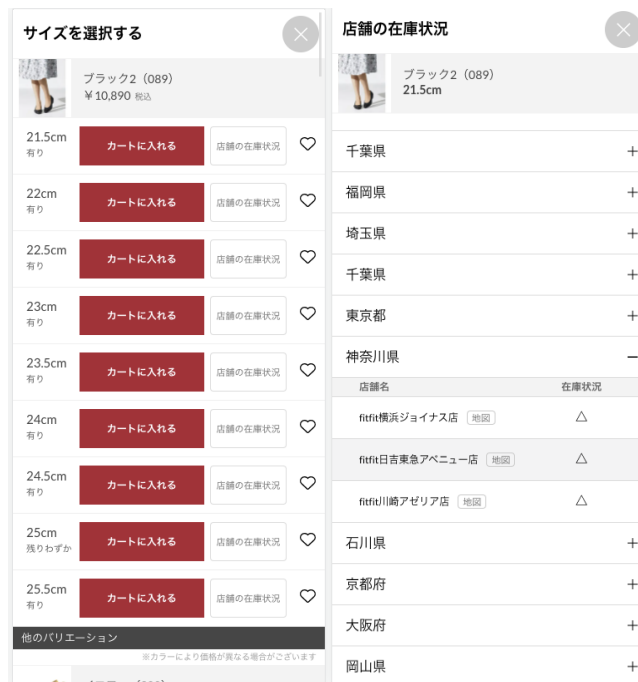 サイズを選択する
ブラック2（089）
￥10,890 税込
21.5cm
有り
カートに入れる
店舗の在庫状況
22cm
有り
カートに入れる
店舗の在庫状況
22.5cm
有り
カートに入れる
店舗の在庫状況
23cm
有り
カートに入れる
店舗の在庫状況
23.5cm
有り
カートに入れる
店舗の在庫状況
24cm
有り
カートに入れる
店舗の在庫状況
24.5cm
有り
カートに入れる
店舗の在庫状況
25cm
残りわずか
カートに入れる
店舗の在庫状況
25.5cm
有り
カートに入れる
店舗の在庫状況
他のバリエーション
※カラーにより価格が異なる場合がございます
店舗の在庫状況
ブラック2（089）
21.5cm
千葉県
福岡県
埼玉県
千葉県
東京都
神奈川県
店舗名 在庫状況
fitfit横浜ジョイナス店 地図 △
fitfit日吉東急アベニュー店 地図 △
fitfit川崎アゼリア店 地図 △
石川県
京都府
大阪府
岡山県